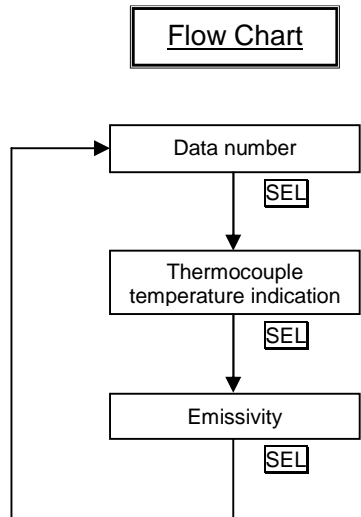 Flow Chart
Data number
SEL
Thermocouple
temperature indication
SEL
Emissivity
SEL